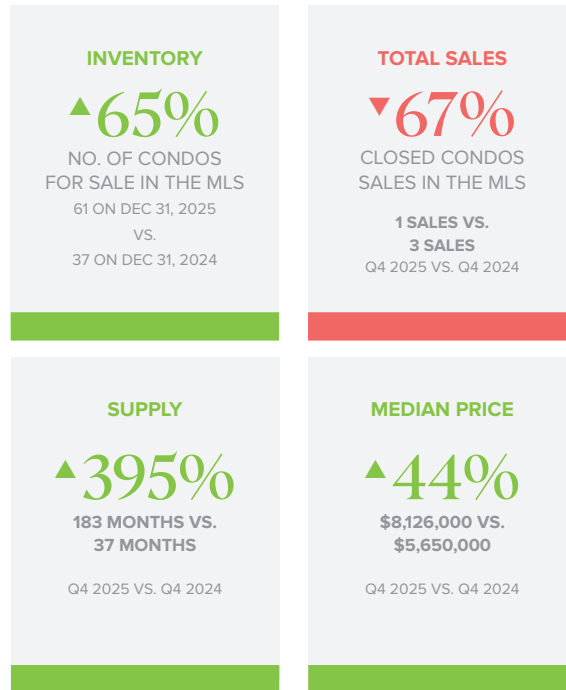 INVENTORY
▲65%
NO. OF CONDOS
FOR SALE IN THE MLS
61 ON DEC 31, 2025
VS.
37 ON DEC 31, 2024
TOTAL SALES
▼67%
CLOSED CONDOS
SALES IN THE MLS
1 SALES VS.
3 SALES
Q4 2025 VS. Q4 2024
SUPPLY
▲395%
183 MONTHS VS.
37 MONTHS
Q4 2025 VS. Q4 2024
MEDIAN PRICE
▲44%
$8,126,000 VS.
$5,650,000
Q4 2025 VS. Q4 2024